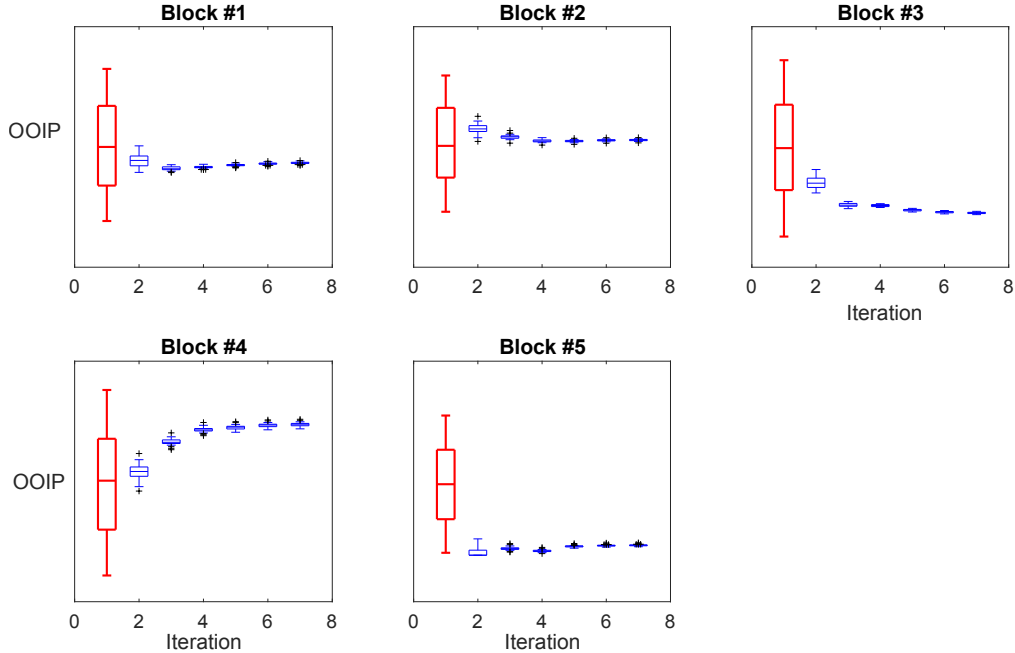 Block #1
Block #2
Block #3
OOIP
0 2 4 6 8
0 2 4 6 8
0 2 4 6 8
Iteration
Block #4
Block #5
OOIP
0 2 4 6 8
0 2 4 6 8
Iteration
Iteration